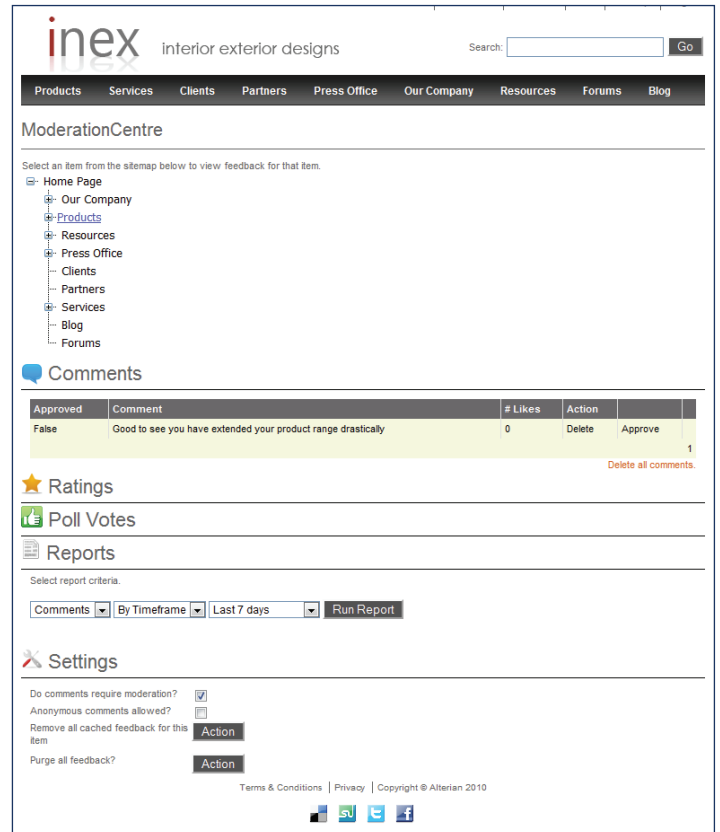 inex interior exterior designs
Search: Go
Products Services Clients Partners Press Office Our Company Resources Forums Blog
ModerationCentre
Select an item from the sitemap below to view feedback for that item.
Home Page
Our Company
Products
Resources
Press Office
Clients
Partners
Services
Blog
Forums
Comments
Approved Comment # Likes Action
False Good to see you have extended your product range drastically 0 Delete Approve
1
Delete all comments.
Ratings
Poll Votes
Reports
Select report criteria.
Comments By Timeframe Last 7 days Run Report
Settings
Do comments require moderation?
Anonymous comments allowed?
Remove all cached feedback for this
item Action
Purge all feedback? Action
Terms & Conditions | Privacy | Copyright © Alterian 2010